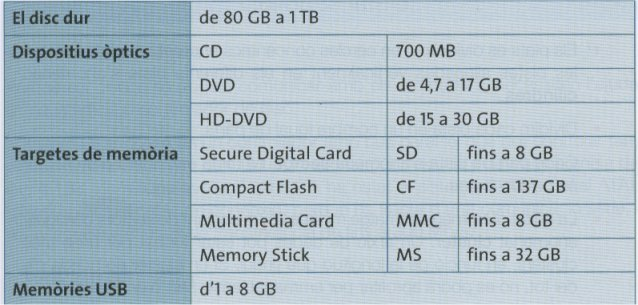 El disc dur de 80 GB a 1 TB
Dispositius òptics CD 700 MB
DVD de 4,7 a 17 GB
HD-DVD de 15 a 30 GB
Targetes de memòria Secure Digital Card SD fins a 8 GB
Compact Flash CF fins a 137 GB
Multimedia Card MMC fins a 8 GB
Memory Stick MS fins a 32 GB
Memòries USB d'1 a 8 GB